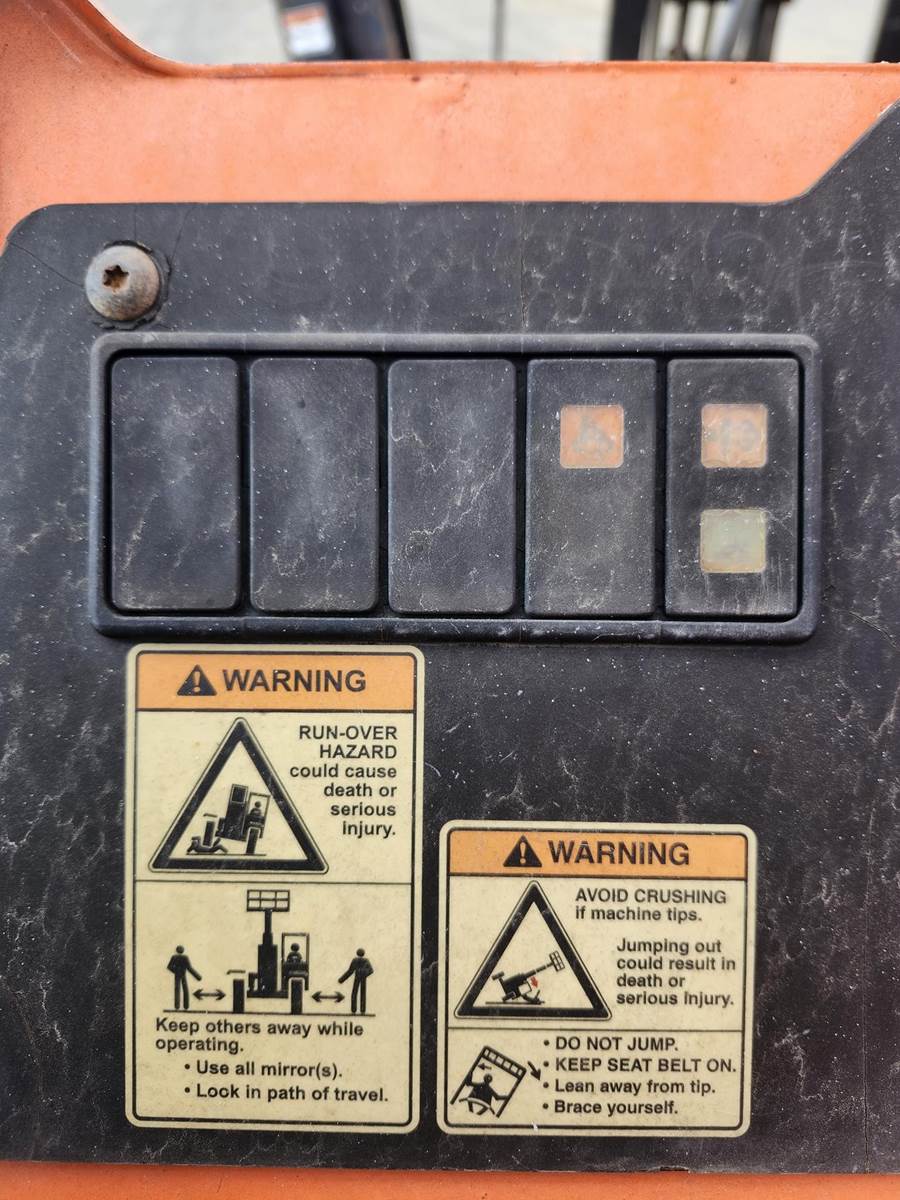 WARNING
RUN-OVER
HAZARD
could cause
death or
serious
injury.
Keep others away while
operating.
• Use all mirror(s).
• Lock in path of travel.
WARNING
AVOID CRUSHING
if machine tips.
Jumping out
could result in
death or
serious injury.
• DO NOT JUMP.
• KEEP SEAT BELT ON.
• Lean away from tip.
• Brace yourself.